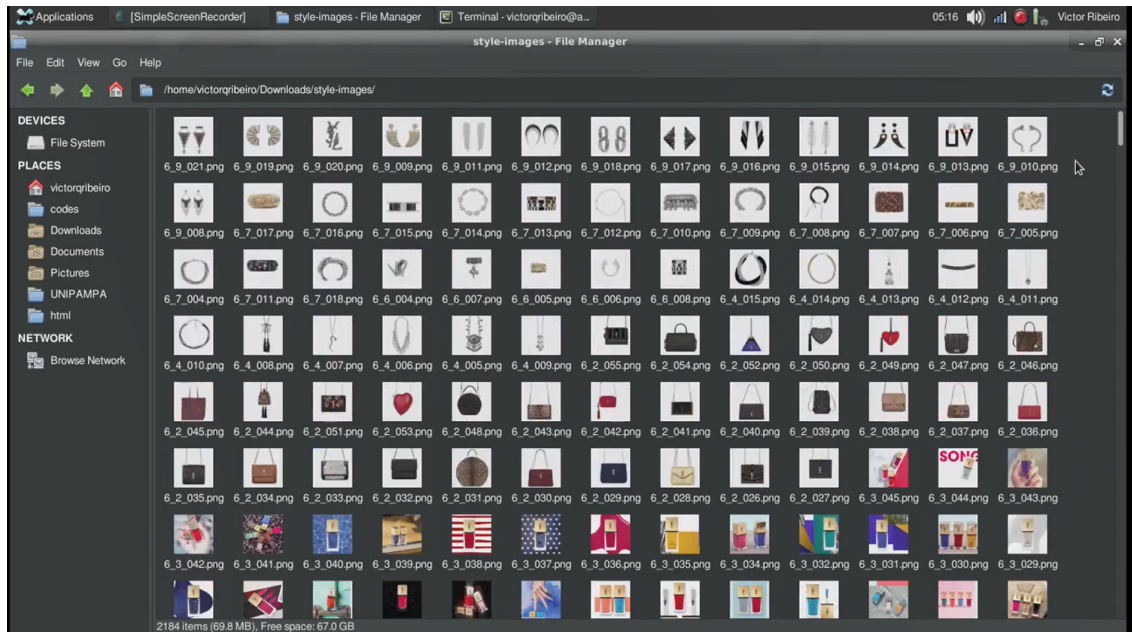 Applications [SimpleScreenRecorder] style-images - File Manager Terminal - victorqribeiro@a... 05:16 Victor Ribeiro
style-images - File Manager
File Edit View Go Help
/home/victorqribeiro/Downloads/style-images/
DEVICES
File System
PLACES
victorqribeiro
codes
Downloads
Documents
Pictures
UNIPAMPA
html
NETWORK
Browse Network
6_9_021.png 6_9_019.png 6_9_020.png 6_9_009.png 6_9_011.png 6_9_012.png 6_9_018.png 6_9_017.png 6_9_016.png 6_9_015.png 6_9_014.png 6_9_013.png 6_9_010.png
6_9_008.png 6_7_017.png 6_7_016.png 6_7_015.png 6_7_014.png 6_7_013.png 6_7_012.png 6_7_010.png 6_7_009.png 6_7_008.png 6_7_007.png 6_7_006.png 6_7_005.png
6_7_004.png 6_7_011.png 6_7_018.png 6_6_004.png 6_6_007.png 6_6_005.png 6_6_006.png 6_6_008.png 6_4_015.png 6_4_014.png 6_4_013.png 6_4_012.png 6_4_011.png
6_4_010.png 6_4_008.png 6_4_007.png 6_4_006.png 6_4_005.png 6_4_009.png 6_2_055.png 6_2_054.png 6_2_052.png 6_2_050.png 6_2_049.png 6_2_047.png 6_2_046.png
6_2_045.png 6_2_044.png 6_2_051.png 6_2_053.png 6_2_048.png 6_2_043.png 6_2_042.png 6_2_041.png 6_2_040.png 6_2_039.png 6_2_038.png 6_2_037.png 6_2_036.png
SONG
6_2_035.png 6_2_034.png 6_2_033.png 6_2_032.png 6_2_031.png 6_2_030.png 6_2_029.png 6_2_028.png 6_2_026.png 6_2_027.png 6_3_045.png 6_3_044.png 6_3_043.png
6_3_042.png 6_3_041.png 6_3_040.png 6_3_039.png 6_3_038.png 6_3_037.png 6_3_036.png 6_3_035.png 6_3_034.png 6_3_032.png 6_3_031.png 6_3_030.png 6_3_029.png
2184 items (69.8 MB), Free space: 67.0 GB